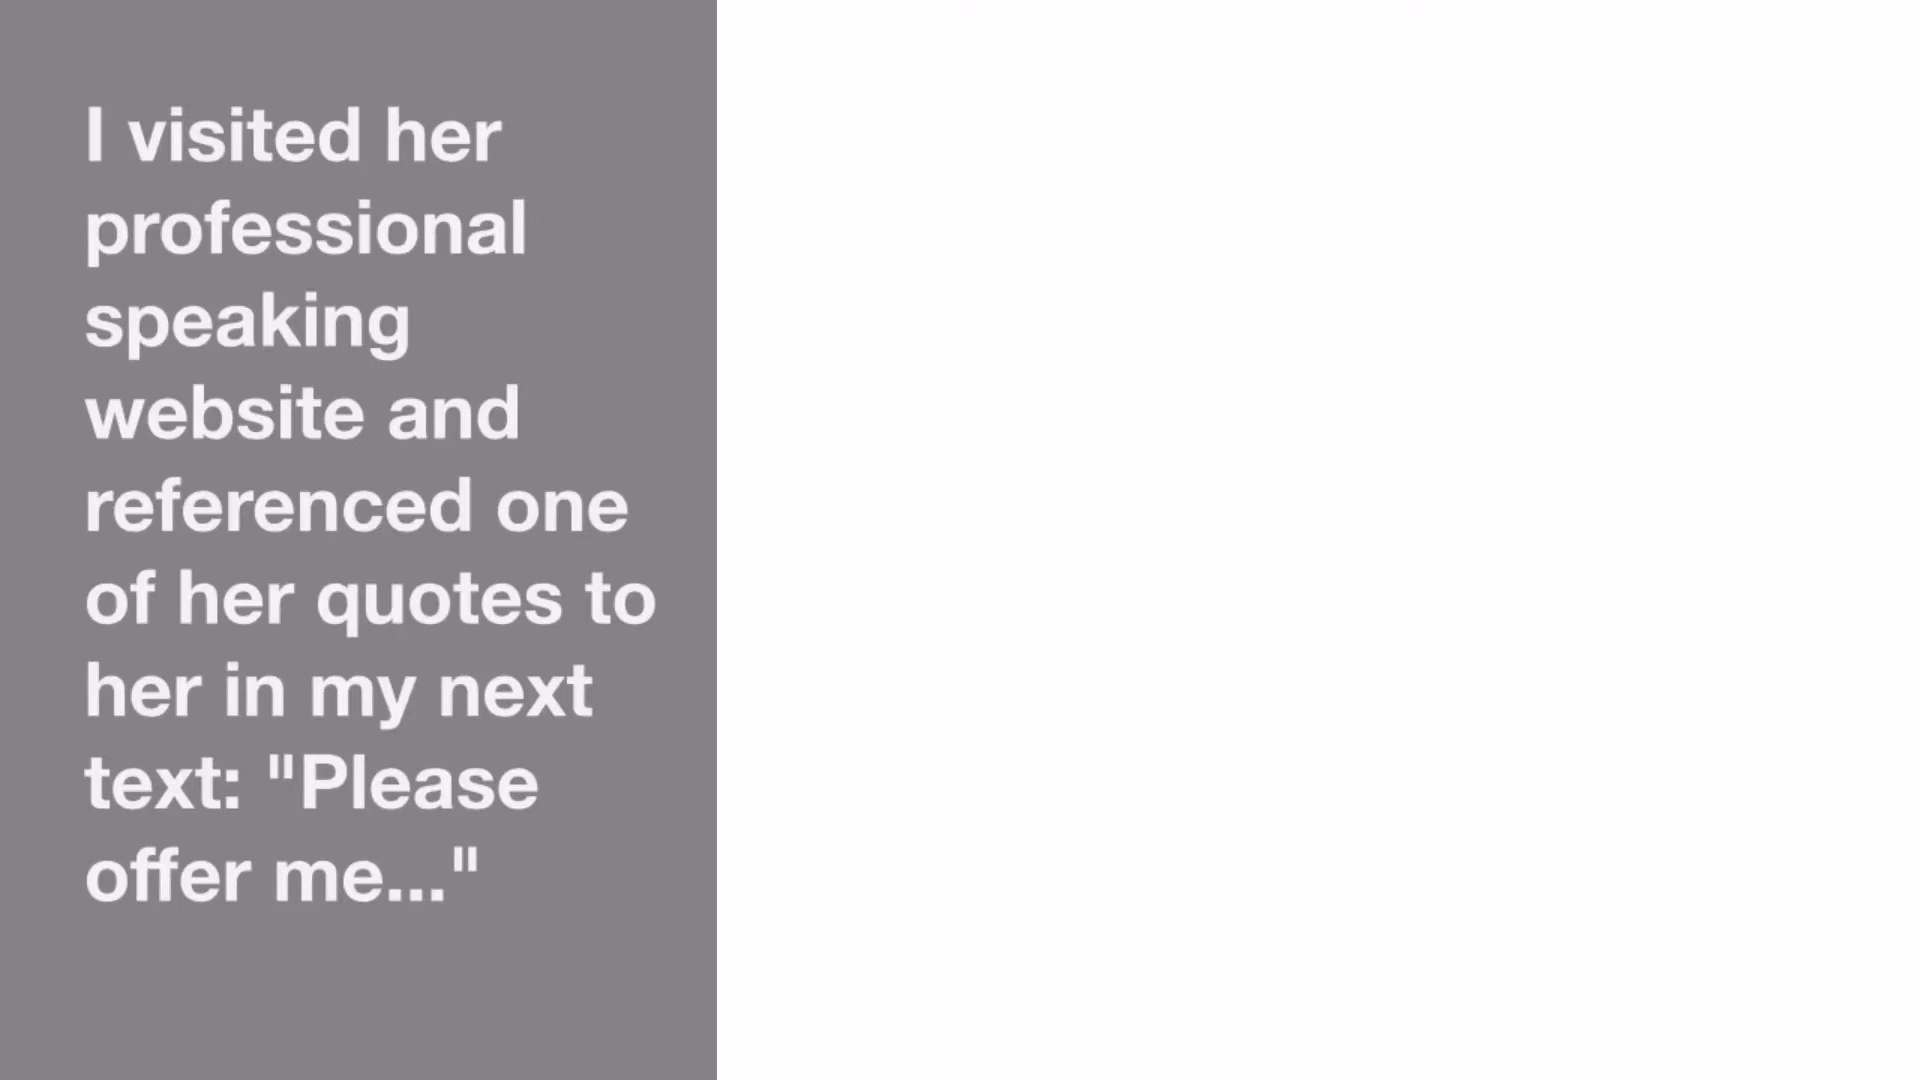 I visited her
professional
speaking
website and
referenced one
of her quotes to
her in my next
text: "Please
offer me..."